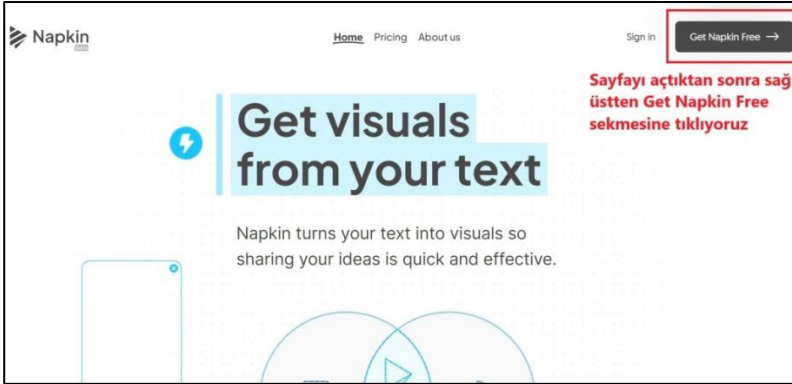 Napkin
Beta
Home Pricing About us
Sign in
Get Napkin Free →
Sayfayı açtıktan sonra sağ
üstten Get Napkin Free
sekmesine tıklıyoruz
Get visuals
from your text
Napkin turns your text into visuals so
sharing your ideas is quick and effective.